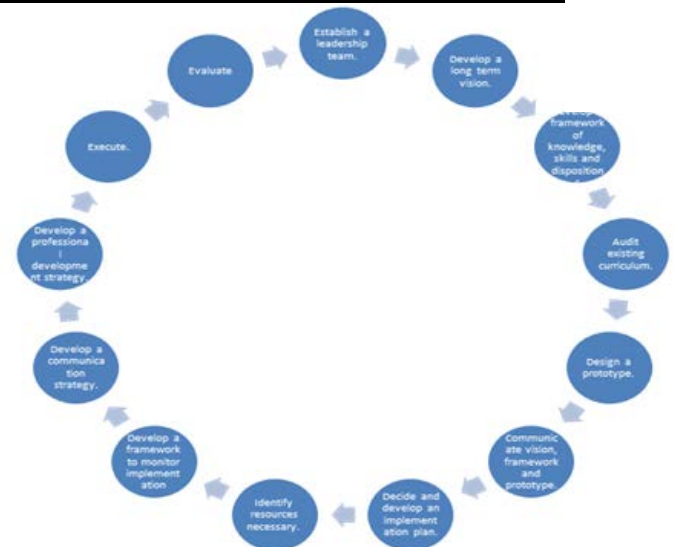 Establish a
leadership
team.
Develop a
long term
vision.
framework
of
knowledge,
skills and
disposition
Audit
existing
curriculum.
Design a
prototype.
Communic
ate vision,
framework
and
prototype.
Decide and
develop an
implement
ation plan.
Identify
resources
necessary.
Develop a
framework
to monitor
implement
ation
Develop a
communica
tion
strategy.
Develop a
professiona
l
developme
nt strategy.
Execute.
Evaluate